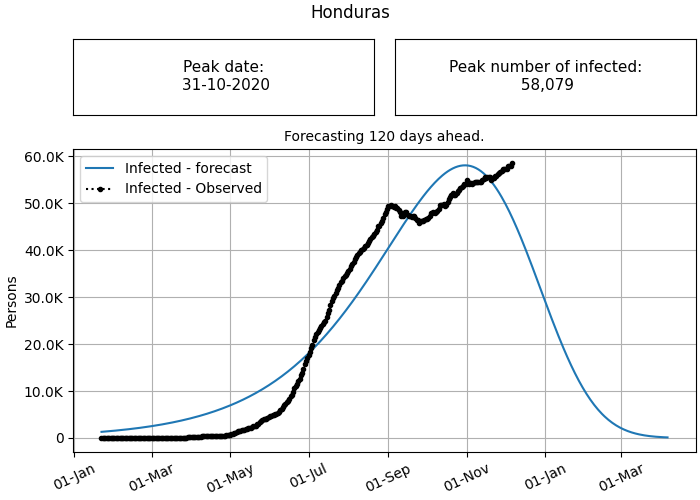 Honduras
Peak date:
31-10-2020
Peak number of infected:
58,079
Forecasting 120 days ahead.
Infected - forecast
Infected - Observed
Persons
60.0K
50.0K
40.0K
30.0K
20.0K
10.0K
0
01-Jan
01-Mar
01-May
01-Jul
01-Sep
01-Nov
01-Jan
01-Mar